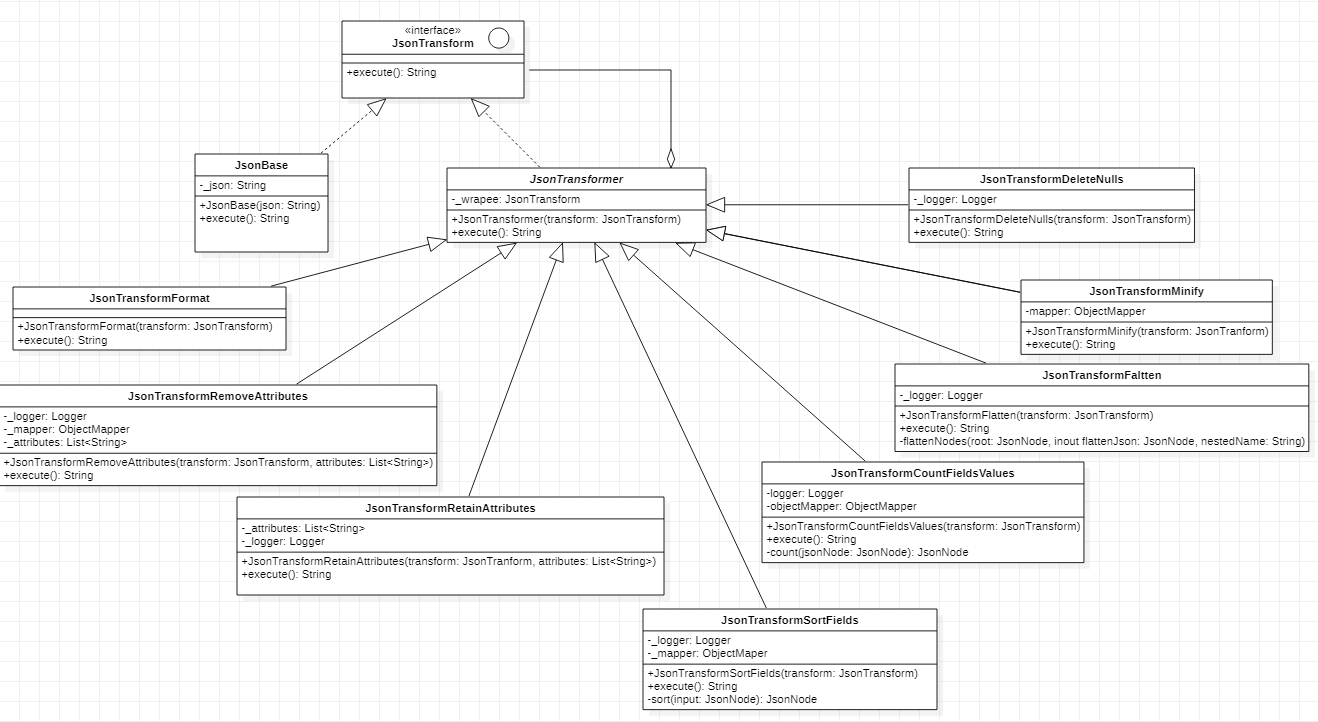 «interface»
JsonTransform
+execute(): String
JsonBase
-_json: String
+JsonBase(json: String)
+execute(): String
JsonTransformer
-_wrapee: JsonTransform
+JsonTransformer(transform: JsonTransform)
+execute(): String
JsonTransformDeleteNulls
-_logger: Logger
+JsonTransformDeleteNulls(transform: JsonTransform)
+execute(): String
JsonTransformFormat
+JsonTransformFormat(transform: JsonTransform)
+execute(): String
JsonTransformMinify
-mapper: ObjectMapper
+JsonTransformMinify(transform: JsonTranform)
+execute(): String
JsonTransformFaltten
-_logger: Logger
+JsonTransformFlatten(transform: JsonTransform)
+execute(): String
-flattenNodes(root: JsonNode, inout flattenJson: JsonNode, nestedName: String)
JsonTransformRemoveAttributes
-_logger: Logger
-_mapper: ObjectMapper
-_attributes: List<String>
+JsonTransformRemoveAttributes(transform: JsonTransform, attributes: List<String>)
+execute(): String
JsonTransformCountFieldsValues
-logger: Logger
-objectMapper: ObjectMapper
+JsonTransformCountFieldsValues(transform: JsonTransform)
+execute(): String
-count(jsonNode: JsonNode): JsonNode
JsonTransformRetainAttributes
-_attributes: List<String>
-_logger: Logger
+JsonTransformRetainAttributes(transform: JsonTranform, attributes: List<String>)
+execute(): String
JsonTransformSortFields
-_logger: Logger
-_mapper: ObjectMaper
+JsonTransformSortFields(transform: JsonTransform)
+execute(): String
-sort(input: JsonNode): JsonNode